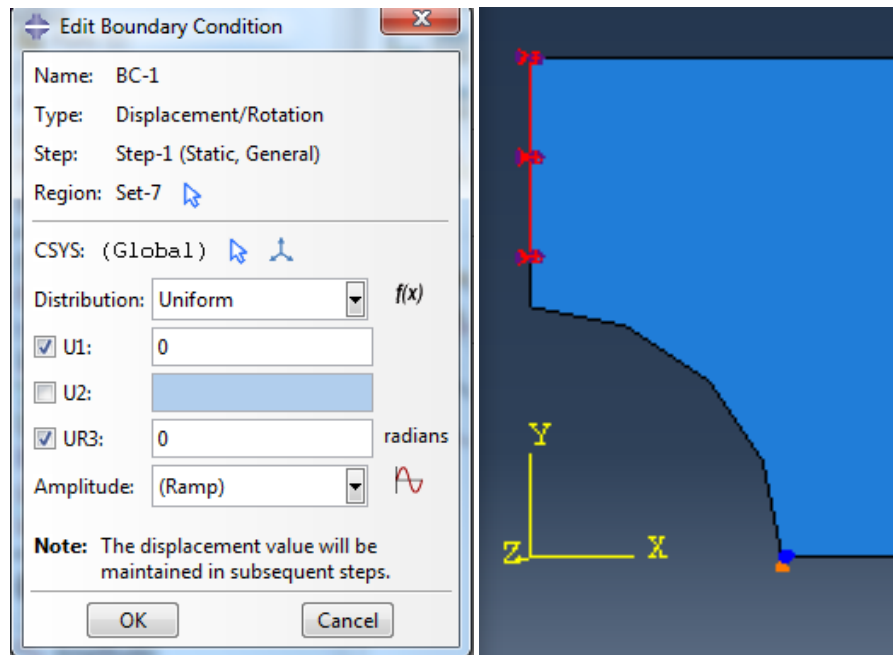 Edit Boundary Condition
Name: BC-1
Type: Displacement/Rotation
Step: Step-1 (Static, General)
Region: Set-7
CSYS: (Global)
Distribution: Uniform f(x)
U1: 0
U2:
UR3: 0 radians
Amplitude: (Ramp)
Note: The displacement value will be
maintained in subsequent steps.
OK Cancel
Y
Z X